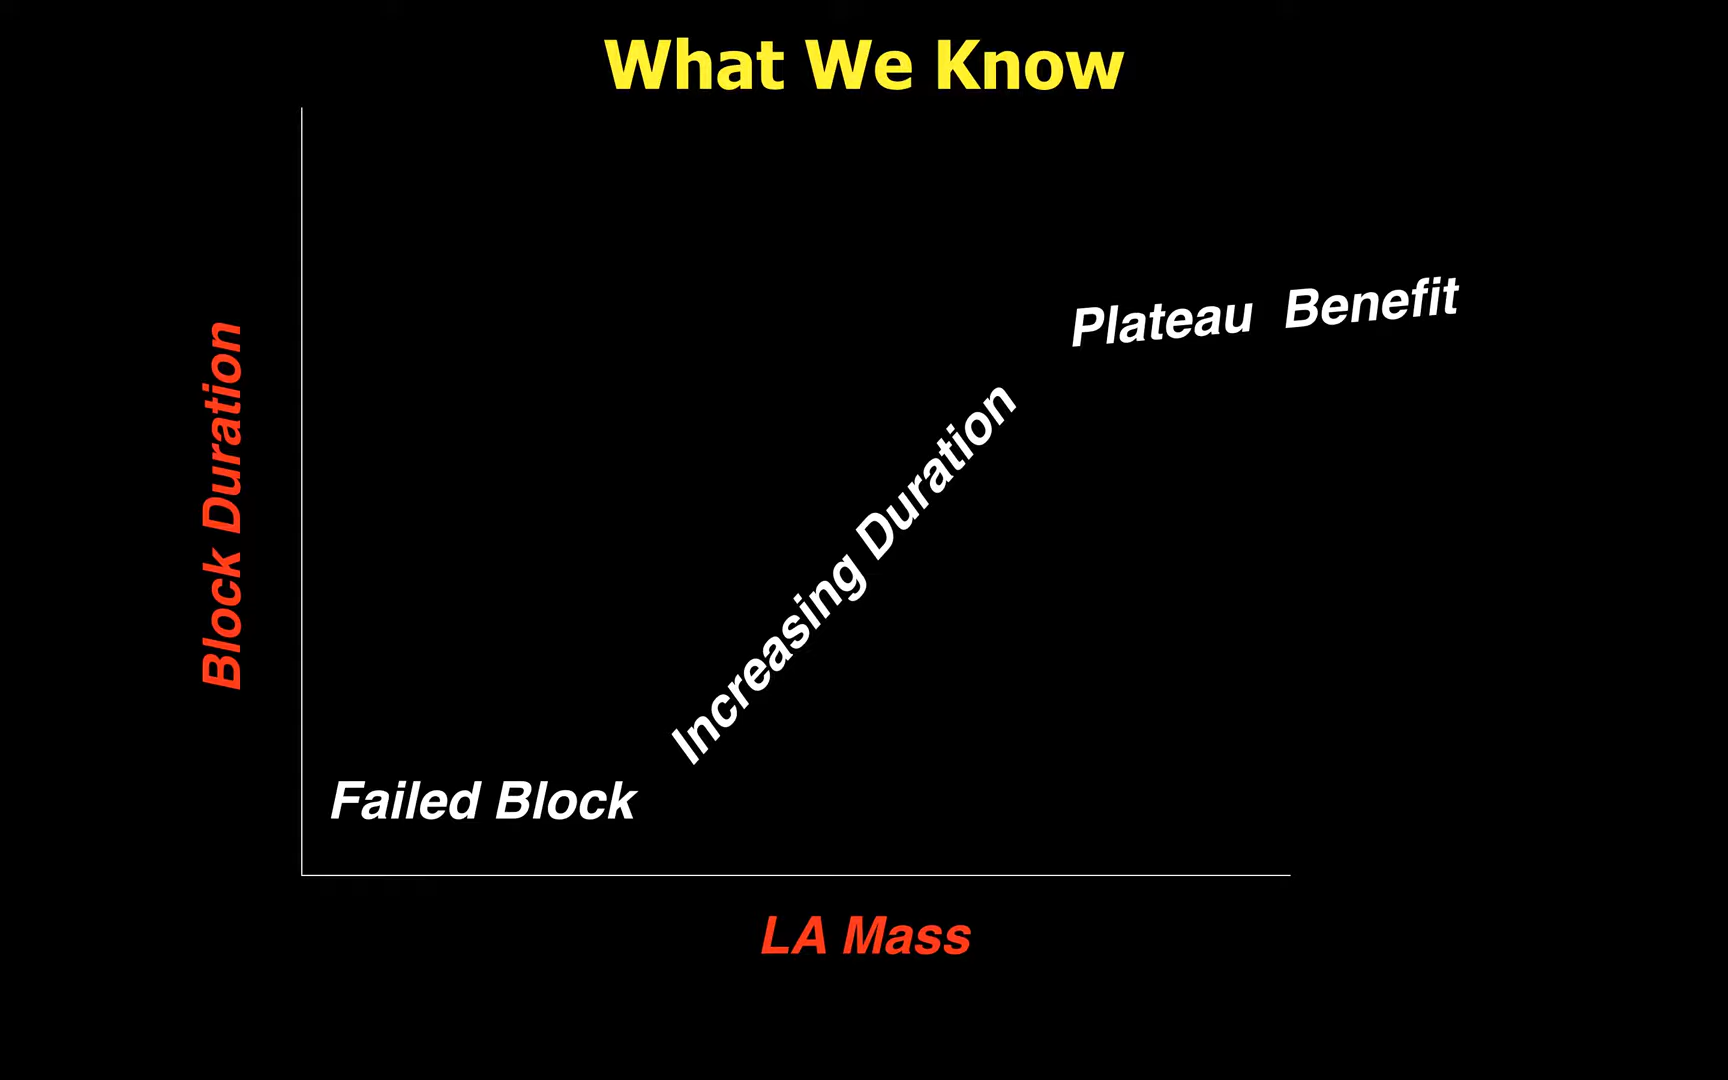 What We Know
Block Duration
Plateau Benefit
Increasing Duration
Failed Block
LA Mass